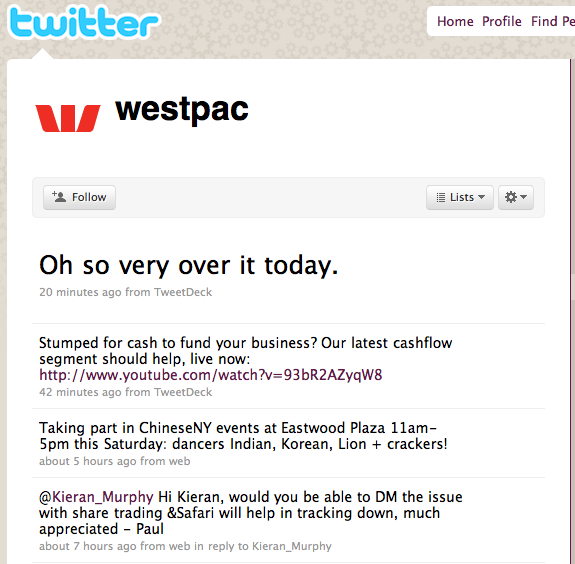 twitter
Home Profile Find Pe
westpac
Follow
Lists
Oh so very over it today.
20 minutes ago from TweetDeck
Stumped for cash to fund your business? Our latest cashflow
segment should help, live now:
http://www.youtube.com/watch?v=93bR2AZyqW8
42 minutes ago from TweetDeck
Taking part in ChineseNY events at Eastwood Plaza 11am-
5pm this Saturday: dancers Indian, Korean, Lion + crackers!
about 5 hours ago from web
@Kieran_Murphy Hi Kieran, would you be able to DM the issue
with share trading &Safari will help in tracking down, much
appreciated - Paul
about 7 hours ago from web in reply to Kieran_Murphy